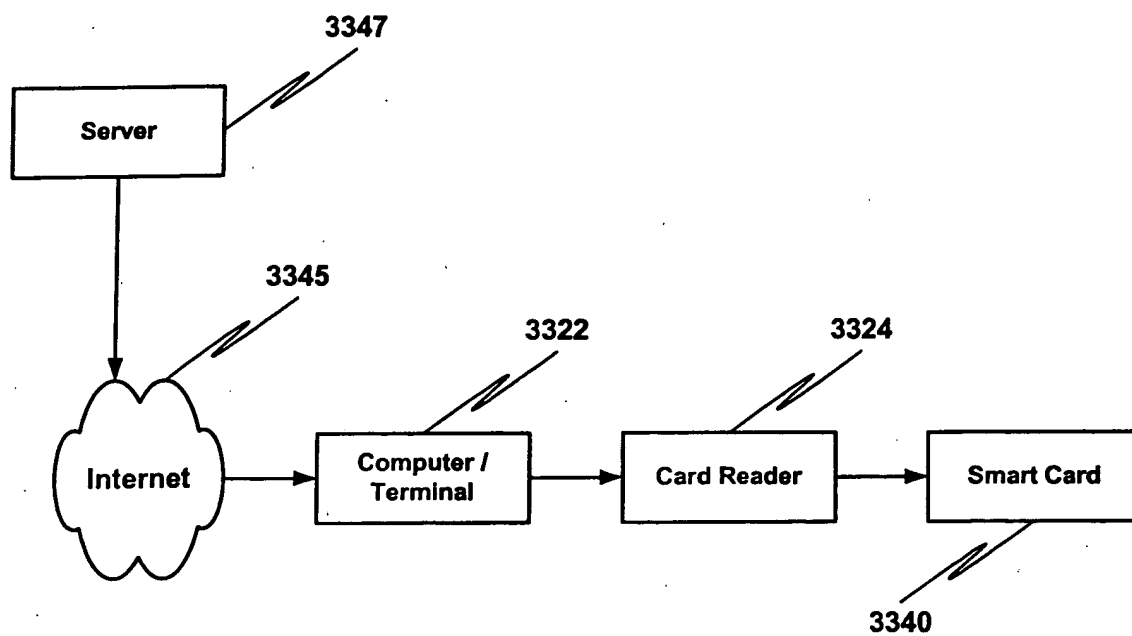 3347
Server
3345
3322
3324
Internet
Computer /
Terminal
Card Reader
Smart Card
3340